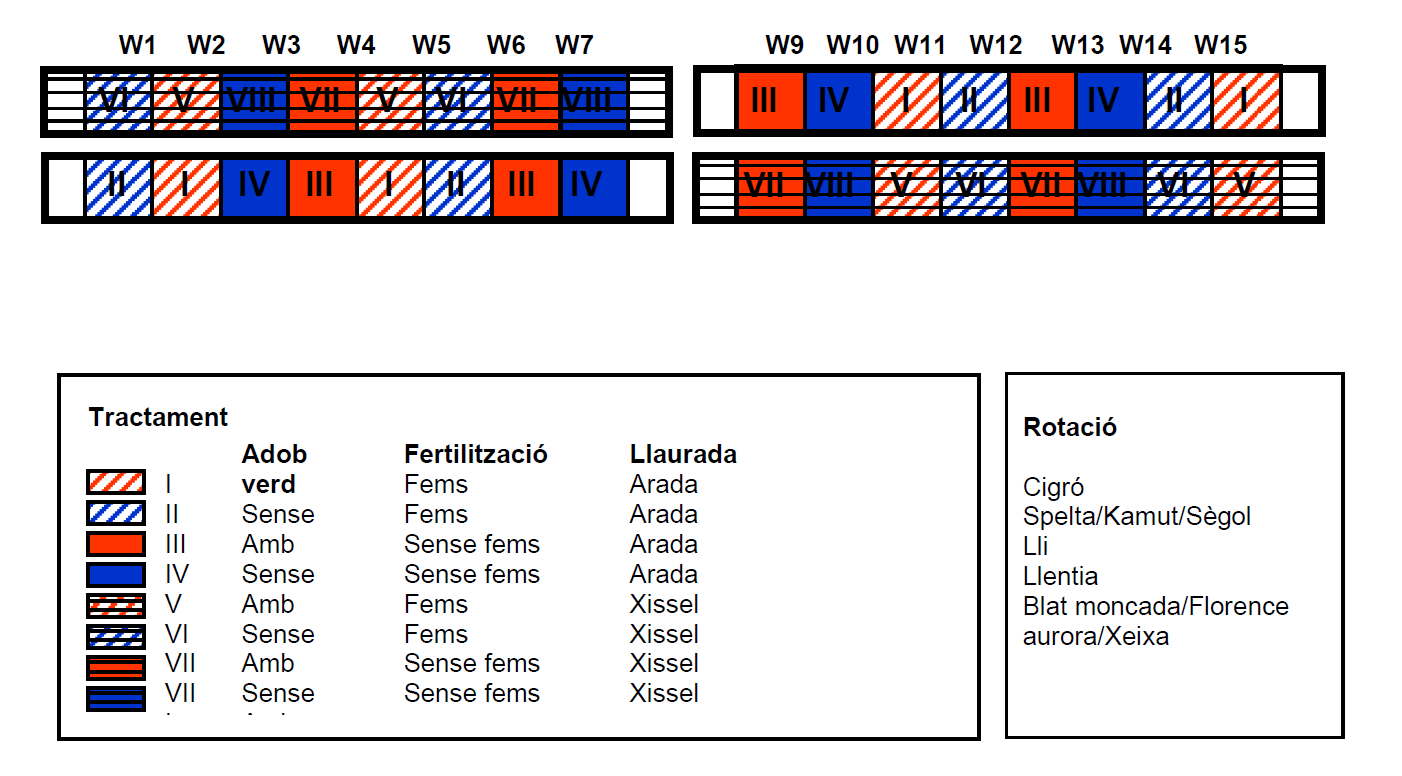 W1 W2 W3 W4 W5 W6 W7 W9 W10 W11 W12 W13 W14 W15
VI V VIII VII V VI VII VIII III IV I II III IV II I
II I IV III I II III IV VII VIII V VI VII VIII VI V
Tractament
Adob Fertilització Llaurada
I verd Fems Arada
II Sense Fems Arada
III Amb Sense fems Arada
IV Sense Sense fems Arada
V Amb Fems Xissel
VI Sense Fems Xissel
VII Amb Sense fems Xissel
VII Sense Sense fems Xissel
Rotació
Cigró
Spelta/Kamut/Sègol
Lli
Llentia
Blat moncada/Florence
aurora/Xeixa